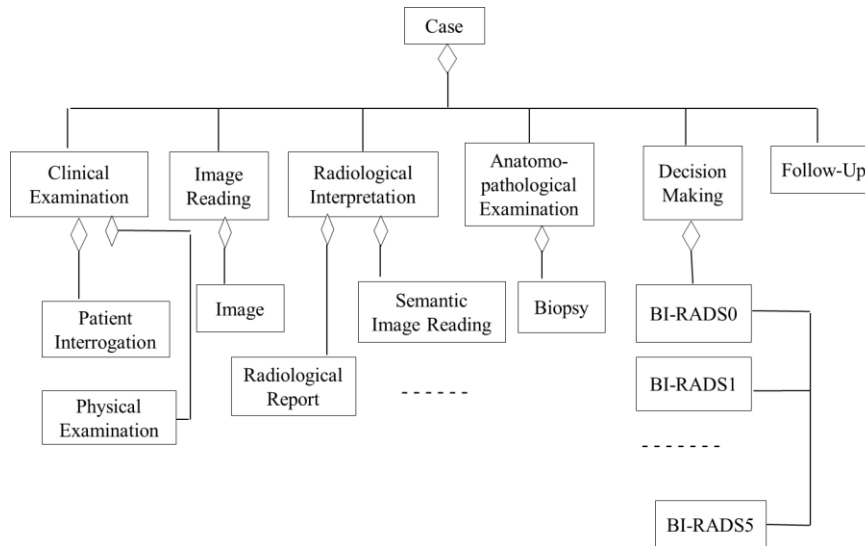 Case
Clinical
Examination
Image
Reading
Radiological
Interpretation
Anatomo-
pathological
Examination
Decision
Making
Follow-Up
Patient
Interrogation
Image
Semantic
Image Reading
Biopsy
BI-RADS0
Physical
Examination
Radiological
Report
- - - - - -
BI-RADS1
- - - - - - -
BI-RADS5